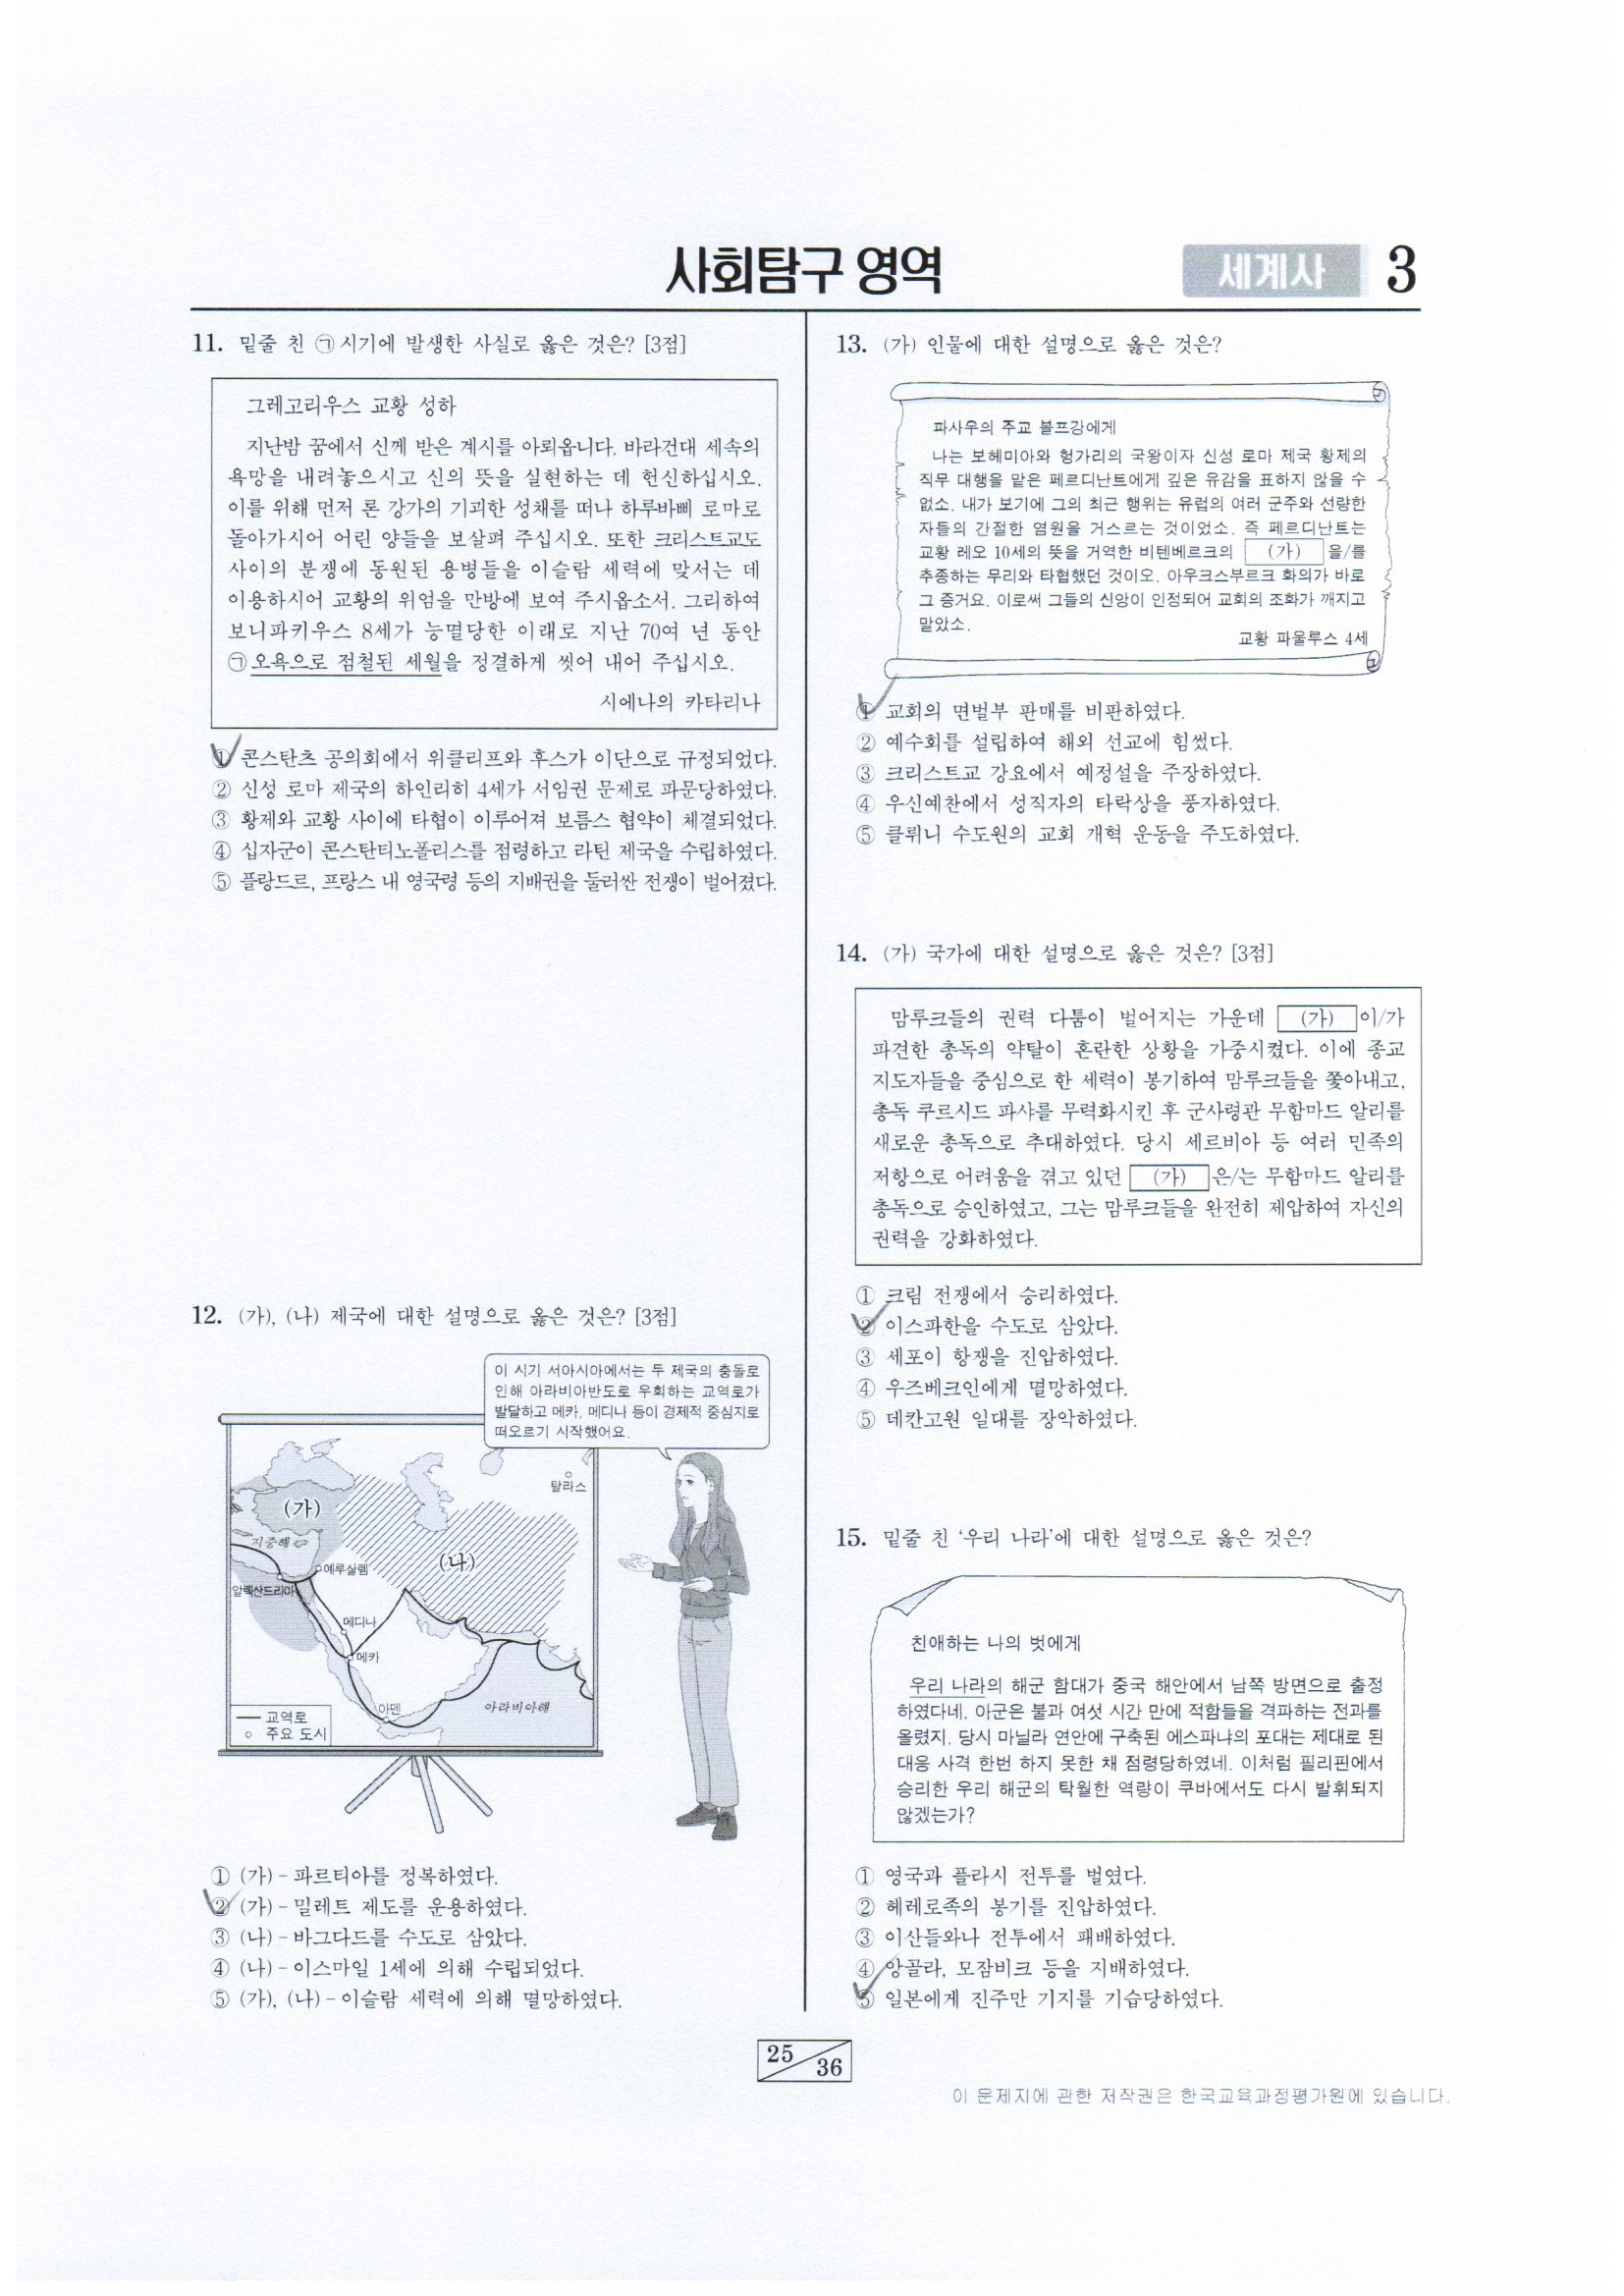 사회탐구 영역
세계사 3
11. 밑줄 친 ㉠ 시기에 발생한 사실로 옳은 것은? [3점]
그레고리우스 교황 성하
지난밤 꿈에서 신께 받은 계시를 아뢰옵니다. 바라건대 세속의
욕망을 내려놓으시고 신의 뜻을 실현하는 데 헌신하십시오.
이를 위해 먼저 론 강가의 기괴한 성채를 떠나 하루바삐 로마로
돌아가시어 어린 양들을 보살펴 주십시오. 또한 크리스트교도
사이의 분쟁에 동원된 용병들을 이슬람 세력에 맞서는 데
이용하시어 교황의 위엄을 만방에 보여 주시옵소서. 그리하여
보니파키우스 8세가 능멸당한 이래로 지난 70여 년 동안
㉠오욕으로 점철된 세월을 정결하게 씻어 내어 주십시오.
시에나의 카타리나
① 콘스탄츠 공의회에서 위클리프와 후스가 이단으로 규정되었다.
② 신성 로마 제국의 하인리히 4세가 서임권 문제로 파문당하였다.
③ 황제와 교황 사이에 타협이 이루어져 보름스 협약이 체결되었다.
④ 십자군이 콘스탄티노폴리스를 점령하고 라틴 제국을 수립하였다.
⑤ 플랑드르, 프랑스 내 영국령 등의 지배권을 둘러싼 전쟁이 벌어졌다.
12. (가), (나) 제국에 대한 설명으로 옳은 것은? [3점]
이 시기 서아시아에서는 두 제국의 충돌로
인해 아라비아반도로 우회하는 교역로가
발달하고 메카, 메디나 등이 경제적 중심지로
떠오르기 시작했어요.
탈라스
(가)
지중해
(나)
예루살렘
알렉산드리아
메디나
메카
아덴
아라비아해
교역로
주요 도시
① (가) - 파르티아를 정복하였다.
② (가) - 밀레트 제도를 운용하였다.
③ (나) - 바그다드를 수도로 삼았다.
④ (나) - 이스마일 1세에 의해 수립되었다.
⑤ (가), (나) - 이슬람 세력에 의해 멸망하였다.
13. (가) 인물에 대한 설명으로 옳은 것은?
파사우의 주교 볼프강에게
나는 보헤미아와 헝가리의 국왕이자 신성 로마 제국 황제의
직무 대행을 맡은 페르디난트에게 깊은 유감을 표하지 않을 수
없소. 내가 보기에 그의 최근 행위는 유럽의 여러 군주와 선량한
자들의 간절한 염원을 거스르는 것이었소. 즉 페르디난트는
교황 레오 10세의 뜻을 거역한 비텐베르크의 (가) 을/를
추종하는 무리와 타협했던 것이오. 아우크스부르크 화의가 바로
그 증거요. 이로써 그들의 신앙이 인정되어 교회의 조화가 깨지고
말았소.
교황 파울루스 4세
① 교회의 면벌부 판매를 비판하였다.
② 예수회를 설립하여 해외 선교에 힘썼다.
③ 크리스트교 강요에서 예정설을 주장하였다.
④ 우신예찬에서 성직자의 타락상을 풍자하였다.
⑤ 클뤼니 수도원의 교회 개혁 운동을 주도하였다.
14. (가) 국가에 대한 설명으로 옳은 것은? [3점]
맘루크들의 권력 다툼이 벌어지는 가운데 (가) 이/가
파견한 총독의 약탈이 혼란한 상황을 가중시켰다. 이에 종교
지도자들을 중심으로 한 세력이 봉기하여 맘루크들을 쫓아내고,
총독 쿠르시드 파샤를 무력화시킨 후 군사령관 무함마드 알리를
새로운 총독으로 추대하였다. 당시 세르비아 등 여러 민족의
저항으로 어려움을 겪고 있던 (가) 은/는 무함마드 알리를
총독으로 승인하였고, 그는 맘루크들을 완전히 제압하여 자신의
권력을 강화하였다.
① 크림 전쟁에서 승리하였다.
② 이스파한을 수도로 삼았다.
③ 세포이 항쟁을 진압하였다.
④ 우즈베크인에게 멸망하였다.
⑤ 데칸고원 일대를 장악하였다.
15. 밑줄 친 ‘우리 나라’에 대한 설명으로 옳은 것은?
친애하는 나의 벗에게
우리 나라의 해군 함대가 중국 해안에서 남쪽 방면으로 출정
하였다네. 아군은 불과 여섯 시간 만에 적함들을 격파하는 전과를
올렸지. 당시 마닐라 연안에 구축된 에스파냐의 포대는 제대로 된
대응 사격 한번 하지 못한 채 점령당하였네. 이처럼 필리핀에서
승리한 우리 해군의 탁월한 역량이 쿠바에서도 다시 발휘되지
않겠는가?
① 영국과 플라시 전투를 벌였다.
② 헤레로족의 봉기를 진압하였다.
③ 이산들와나 전투에서 패배하였다.
④ 앙골라, 모잠비크 등을 지배하였다.
⑤ 일본에게 진주만 기지를 기습당하였다.
25 36
이 문제지에 관한 저작권은 한국교육과정평가원에 있습니다.